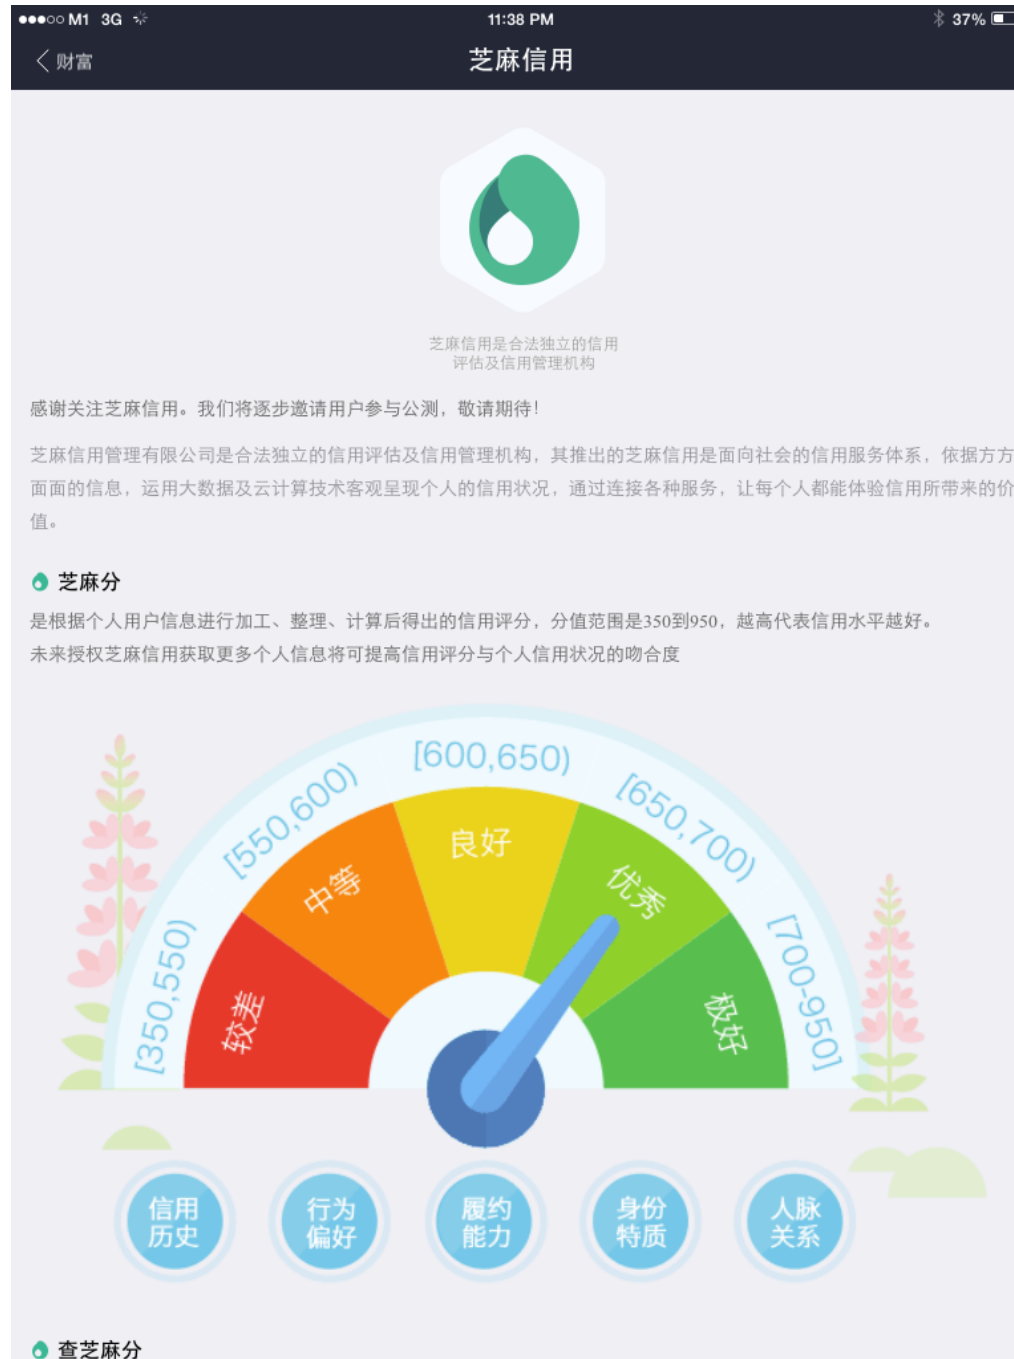 M1 3G 11:38 PM 37%
财富 芝麻信用
芝麻信用是合法独立的信用
评估及信用管理机构
感谢关注芝麻信用。我们将逐步邀请用户参与公测，敬请期待！
芝麻信用管理有限公司是合法独立的信用评估及信用管理机构，其推出的芝麻信用是面向社会的信用服务体系，依据方方
面面的信息，运用大数据及云计算技术客观呈现个人的信用状况，通过连接各种服务，让每个人都能体验信用所带来的价
值。
芝麻分
是根据个人用户信息进行加工、整理、计算后得出的信用评分，分值范围是350到950，越高代表信用水平越好。
未来授权芝麻信用获取更多个人信息将可提高信用评分与个人信用状况的吻合度
[350,550)
[550,600)
[600,650)
[650,700)
[700-950]
较差
中等
良好
优秀
极好
信用
历史
行为
偏好
履约
能力
身份
特质
人脉
关系
查芝麻分